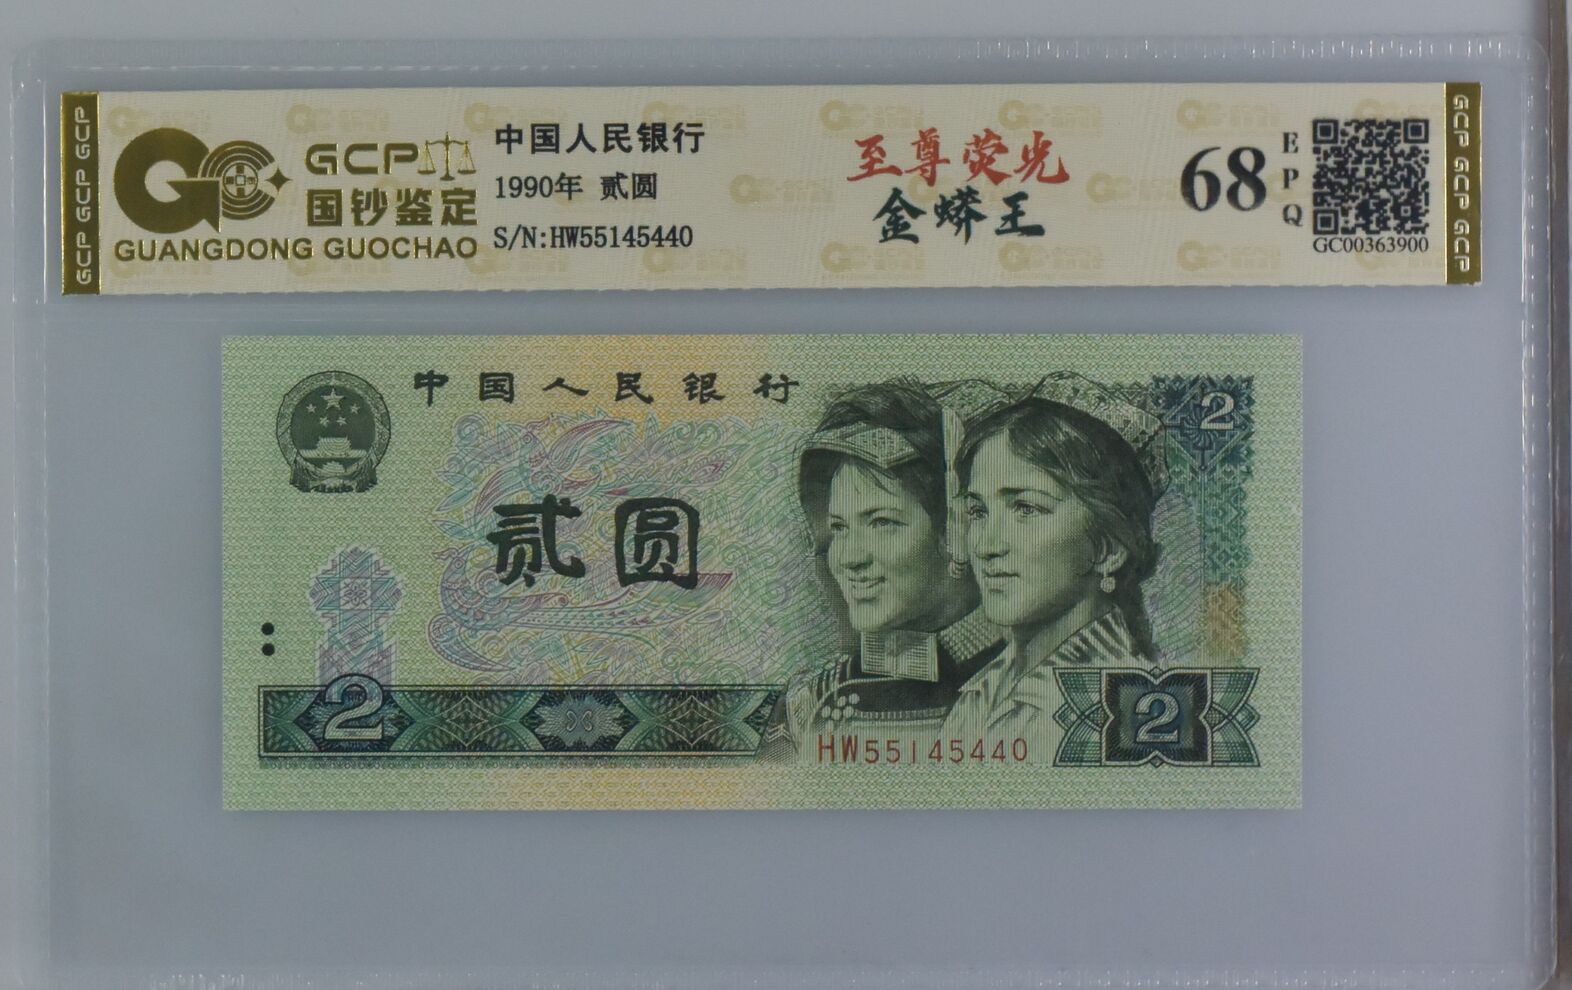 GCP GCP GCP
GCP
国钞鉴定
GUANGDONG GUOCHAO
中国人民银行
1990年 贰圆
S/N:HW55145440
至尊荧光
金蟒王
68
EPQ
GC00363900
GCP GCP GCP
中国人民银行
2
贰圆
2
2
HW55145440